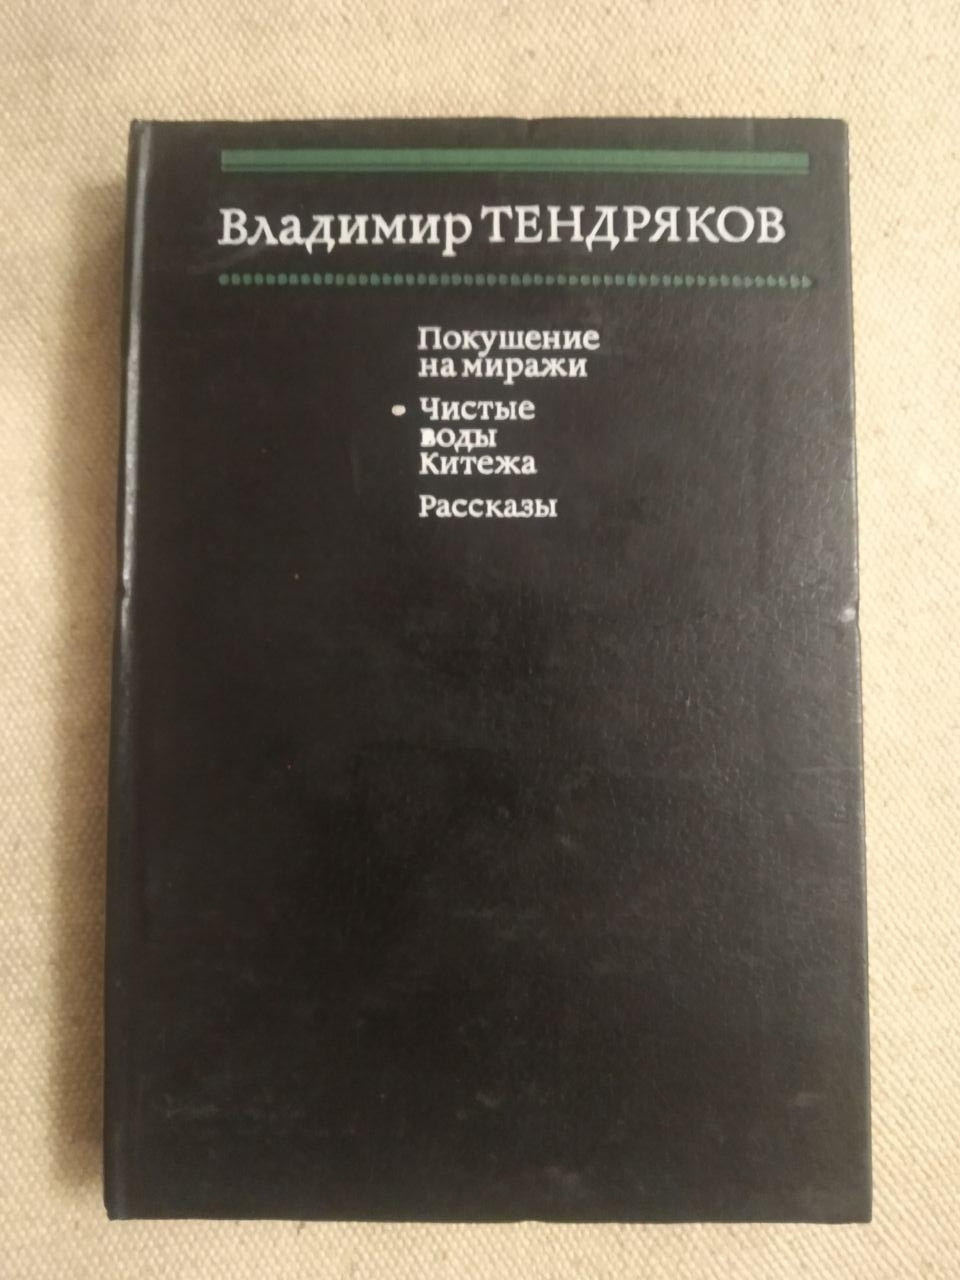 Владимир ТЕНДРЯКОВ
Покушение
на миражи
• Чистые
воды
Китежа
Рассказы